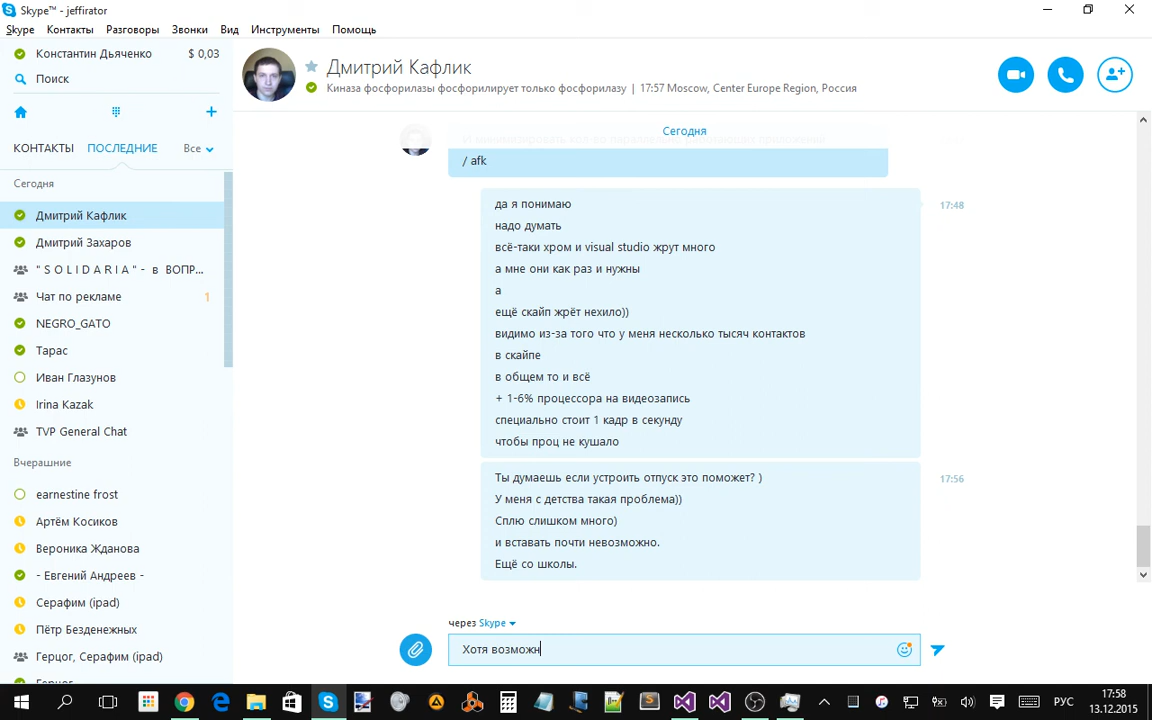 Skype™ - jeffirator
Skype Контакты Разговоры Звонки Вид Инструменты Помощь
Константин Дьяченко $ 0,03
Поиск
КОНТАКТЫ ПОСЛЕДНИЕ Все
Сегодня
Дмитрий Кафлик
Дмитрий Захаров
" S O L I D A R I A " - в ВОПР...
Чат по рекламе 1
NEGRO_GATO
Тарас
Иван Глазунов
Irina Kazak
TVP General Chat
Вчерашние
earnestine frost
Артём Косиков
Вероника Жданова
- Евгений Андреев -
Серафим (ipad)
Пётр Безденежных
Герцог, Серафим (ipad)
Герцог
Дмитрий Кафлик
Киназа фосфорилазы фосфорилирует только фосфорилазу | 17:57 Moscow, Center Europe Region, Россия
Сегодня
/ afk
да я понимаю 17:48
надо думать
всё-таки хром и visual studio жрут много
а мне они как раз и нужны
а
ещё скайп жрёт нехило))
видимо из-за того что у меня несколько тысяч контактов
в скайпе
в общем то и всё
+ 1-6% процессора на видеозапись
специально стоит 1 кадр в секунду
чтобы проц не кушало
Ты думаешь если устроить отпуск это поможет? ) 17:56
У меня с детства такая проблема))
Сплю слишком много)
и вставать почти невозможно.
Ещё со школы.
через Skype
Хотя возможн
РУС
17:58
13.12.2015